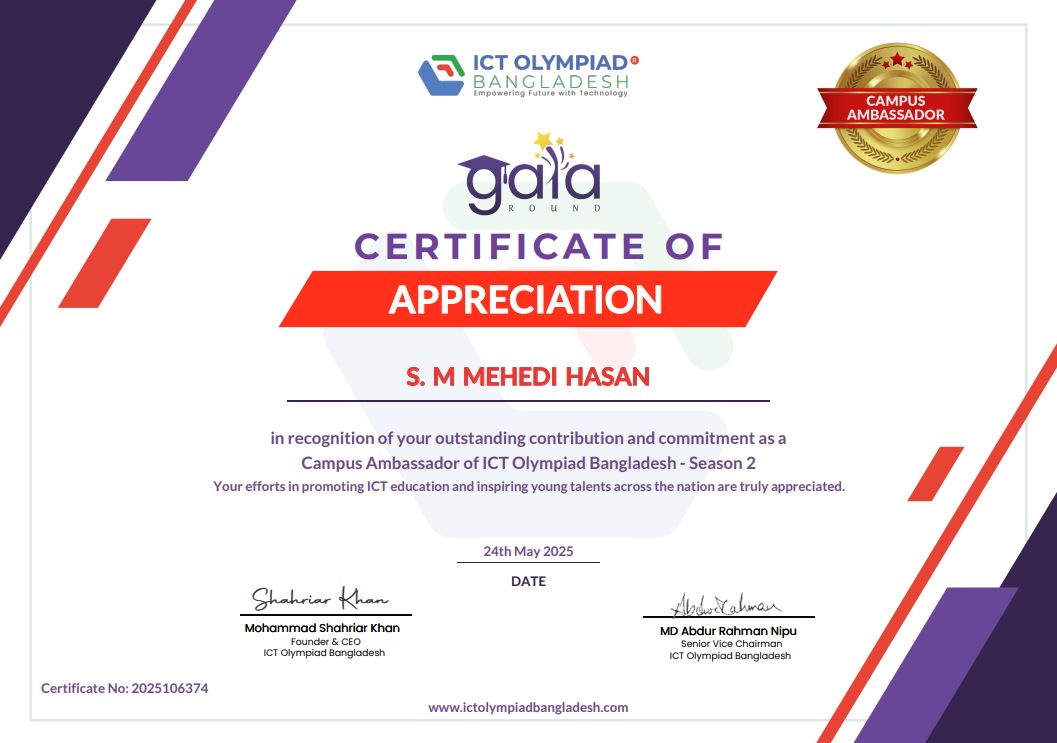 ICT OLYMPIAD
BANGLADESH
Empowering Future with Technology
CAMPUS
AMBASSADOR
gala
ROUND
CERTIFICATE OF
APPRECIATION
S. M MEHEDI HASAN
in recognition of your outstanding contribution and commitment as a
Campus Ambassador of ICT Olympiad Bangladesh - Season 2
Your efforts in promoting ICT education and inspiring young talents across the nation are truly appreciated.
24th May 2025
DATE
Shahriar Khan
Mohammad Shahriar Khan
Founder & CEO
ICT Olympiad Bangladesh
AbdurRahman
MD Abdur Rahman Nipu
Senior Vice Chairman
ICT Olympiad Bangladesh
Certificate No: 2025106374
www.ictolympiadbangladesh.com